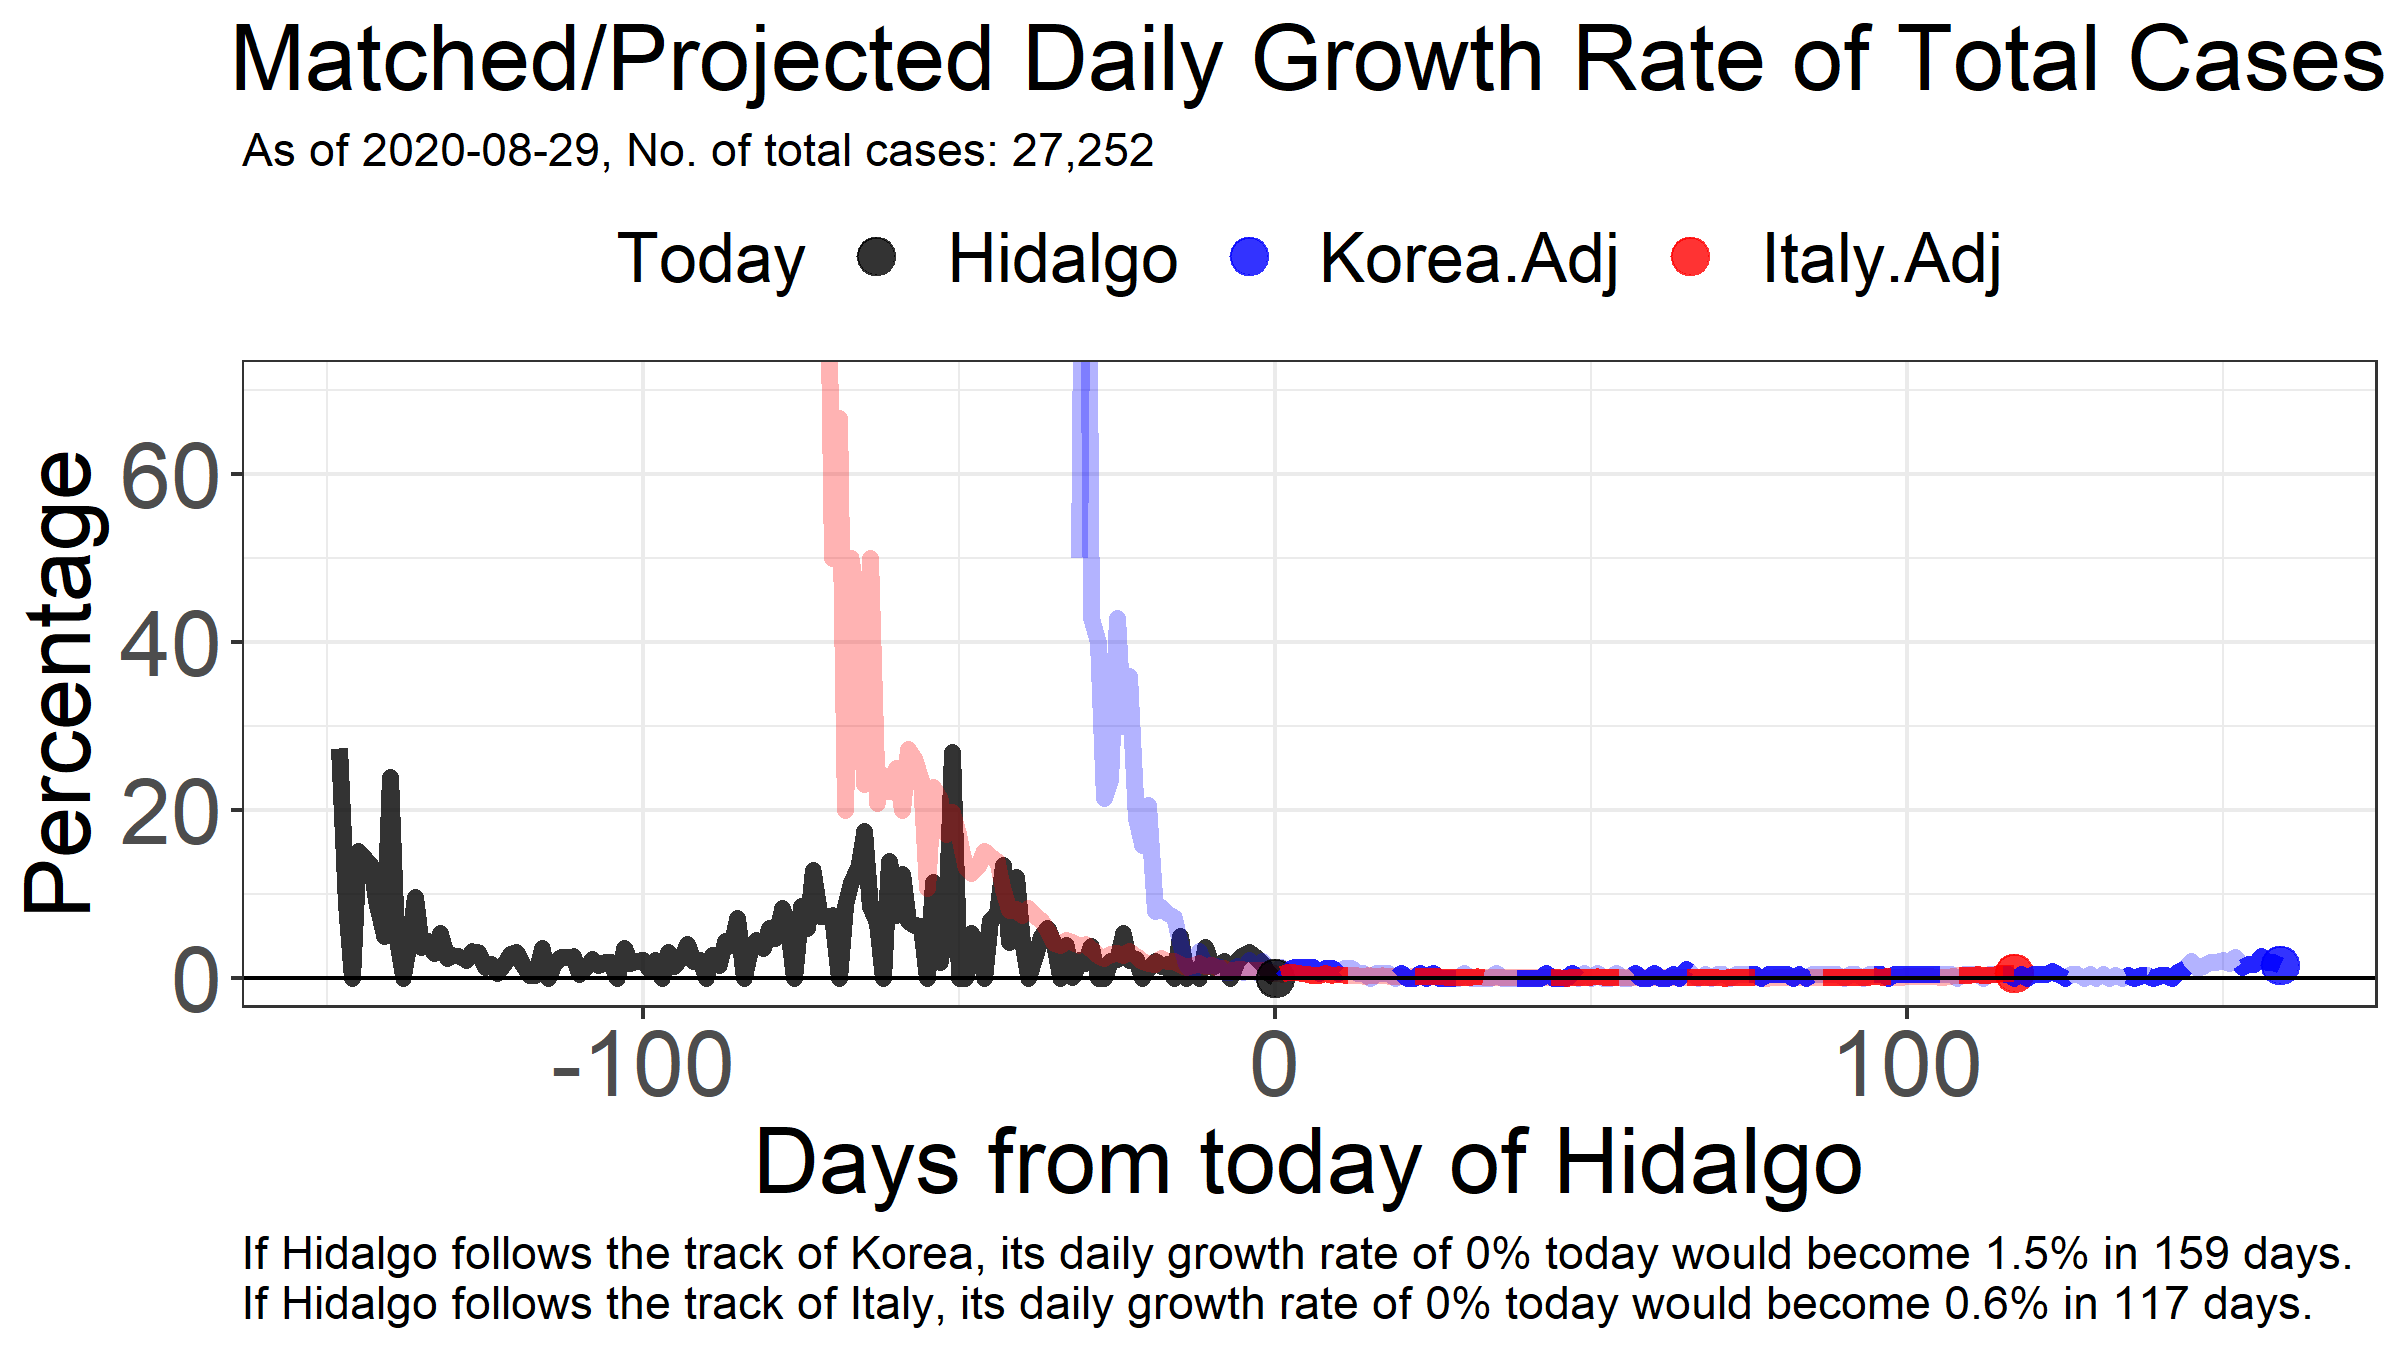 Matched/Projected Daily Growth Rate of Total Cases
As of 2020-08-29, No. of total cases: 27,252
Today Hidalgo Korea.Adj Italy.Adj
Percentage
60
40
20
0
-100 0 100
Days from today of Hidalgo
If Hidalgo follows the track of Korea, its daily growth rate of 0% today would become 1.5% in 159 days.
If Hidalgo follows the track of Italy, its daily growth rate of 0% today would become 0.6% in 117 days.